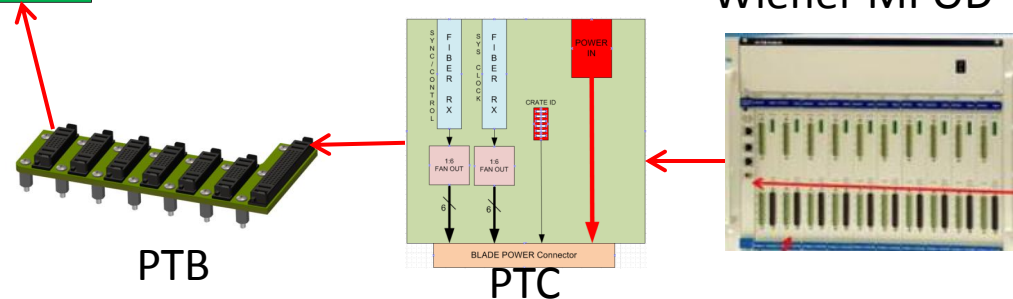 Wiener MPOD
SYNC/CONTROL
FIBER RX
SYS CLOCK
FIBER RX
POWER
IN
CRATE ID
1:6
FAN OUT
1:6
FAN OUT
6
6
BLADE POWER Connector
PTB
PTC